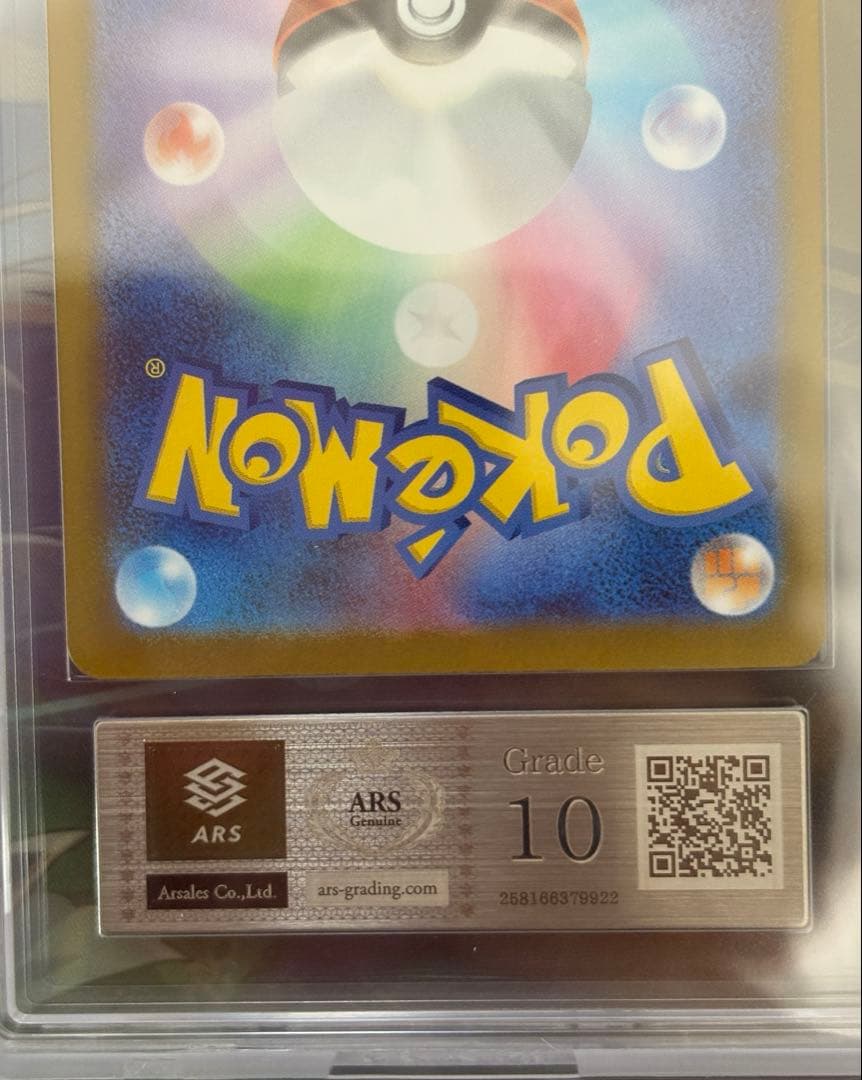 POKéMON
®
ARS
Arsales Co.,Ltd.
ARS
Genuine
ars-grading.com
Grade
10
258166379922